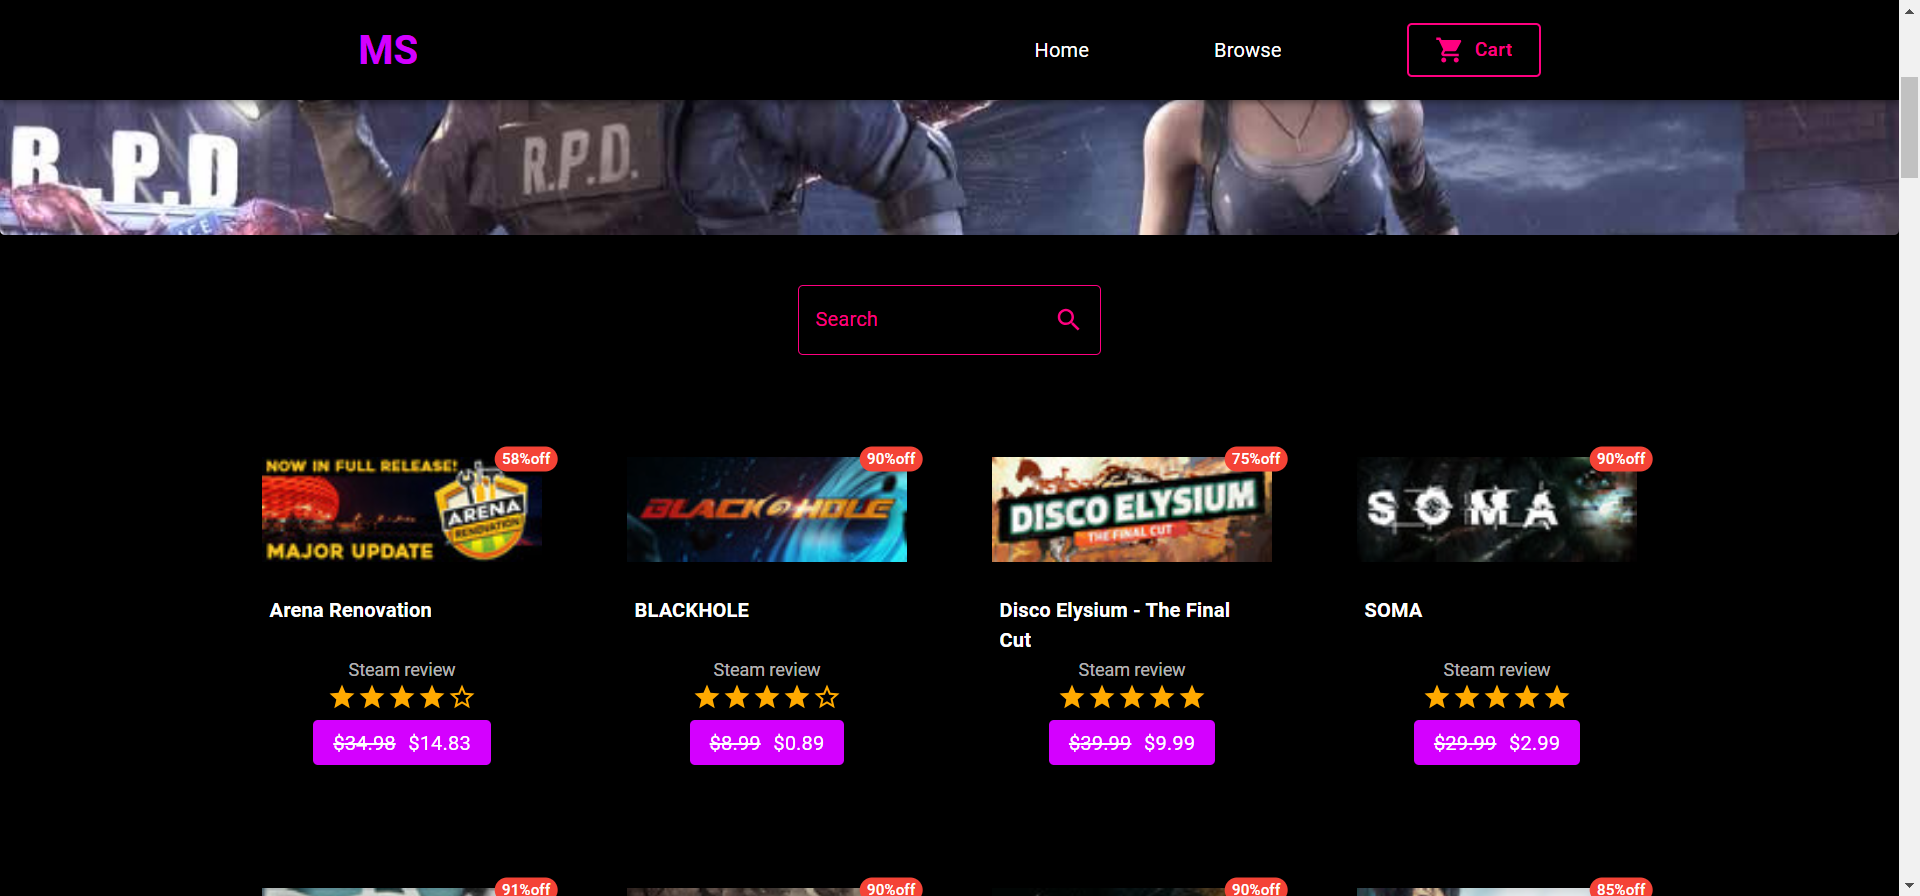 MS
Home
Browse
Cart
R.P.D
R.P.D.
Search
58%off
90%off
75%off
90%off
NOW IN FULL RELEASE!
ARENA
RENOVATION
MAJOR UPDATE
BLACKHOLE
DISCO ELYSIUM
THE FINAL CUT
SOMA
Arena Renovation
BLACKHOLE
Disco Elysium - The Final
Cut
SOMA
Steam review
Steam review
Steam review
Steam review
$34.98 $14.83
$8.99 $0.89
$39.99 $9.99
$29.99 $2.99
91%off
90%off
90%off
85%off